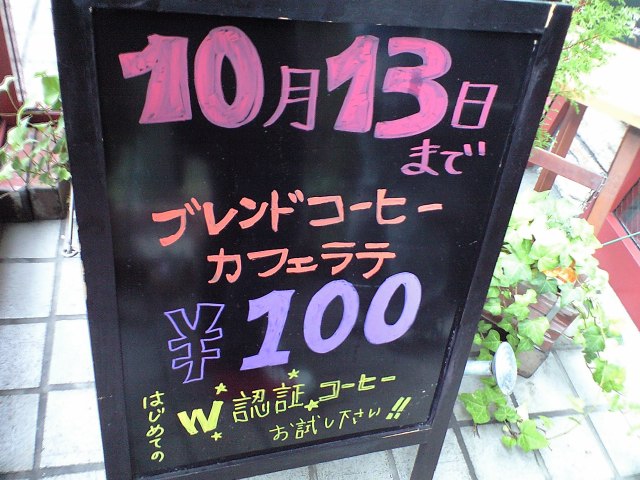 10月13日
まで
ブレンドコーヒー
カフェラテ
¥100
はじめての
W認証コーヒー
お試し下さい!!